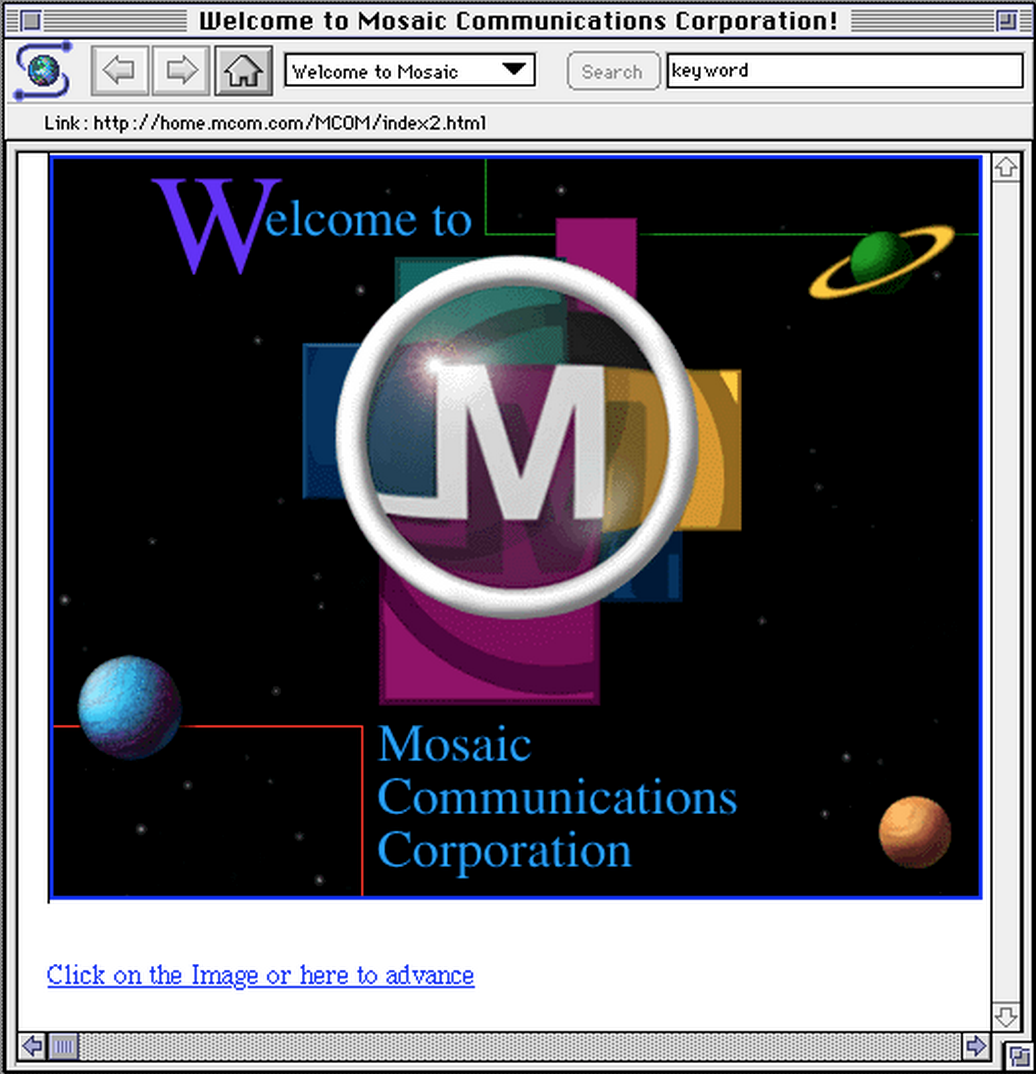 Welcome to Mosaic Communications Corporation!
Welcome to Mosaic
Search
keyword
Link: http://home.mcom.com/MCOM/index2.html
Welcome to
M
Mosaic
Communications
Corporation
Click on the Image or here to advance